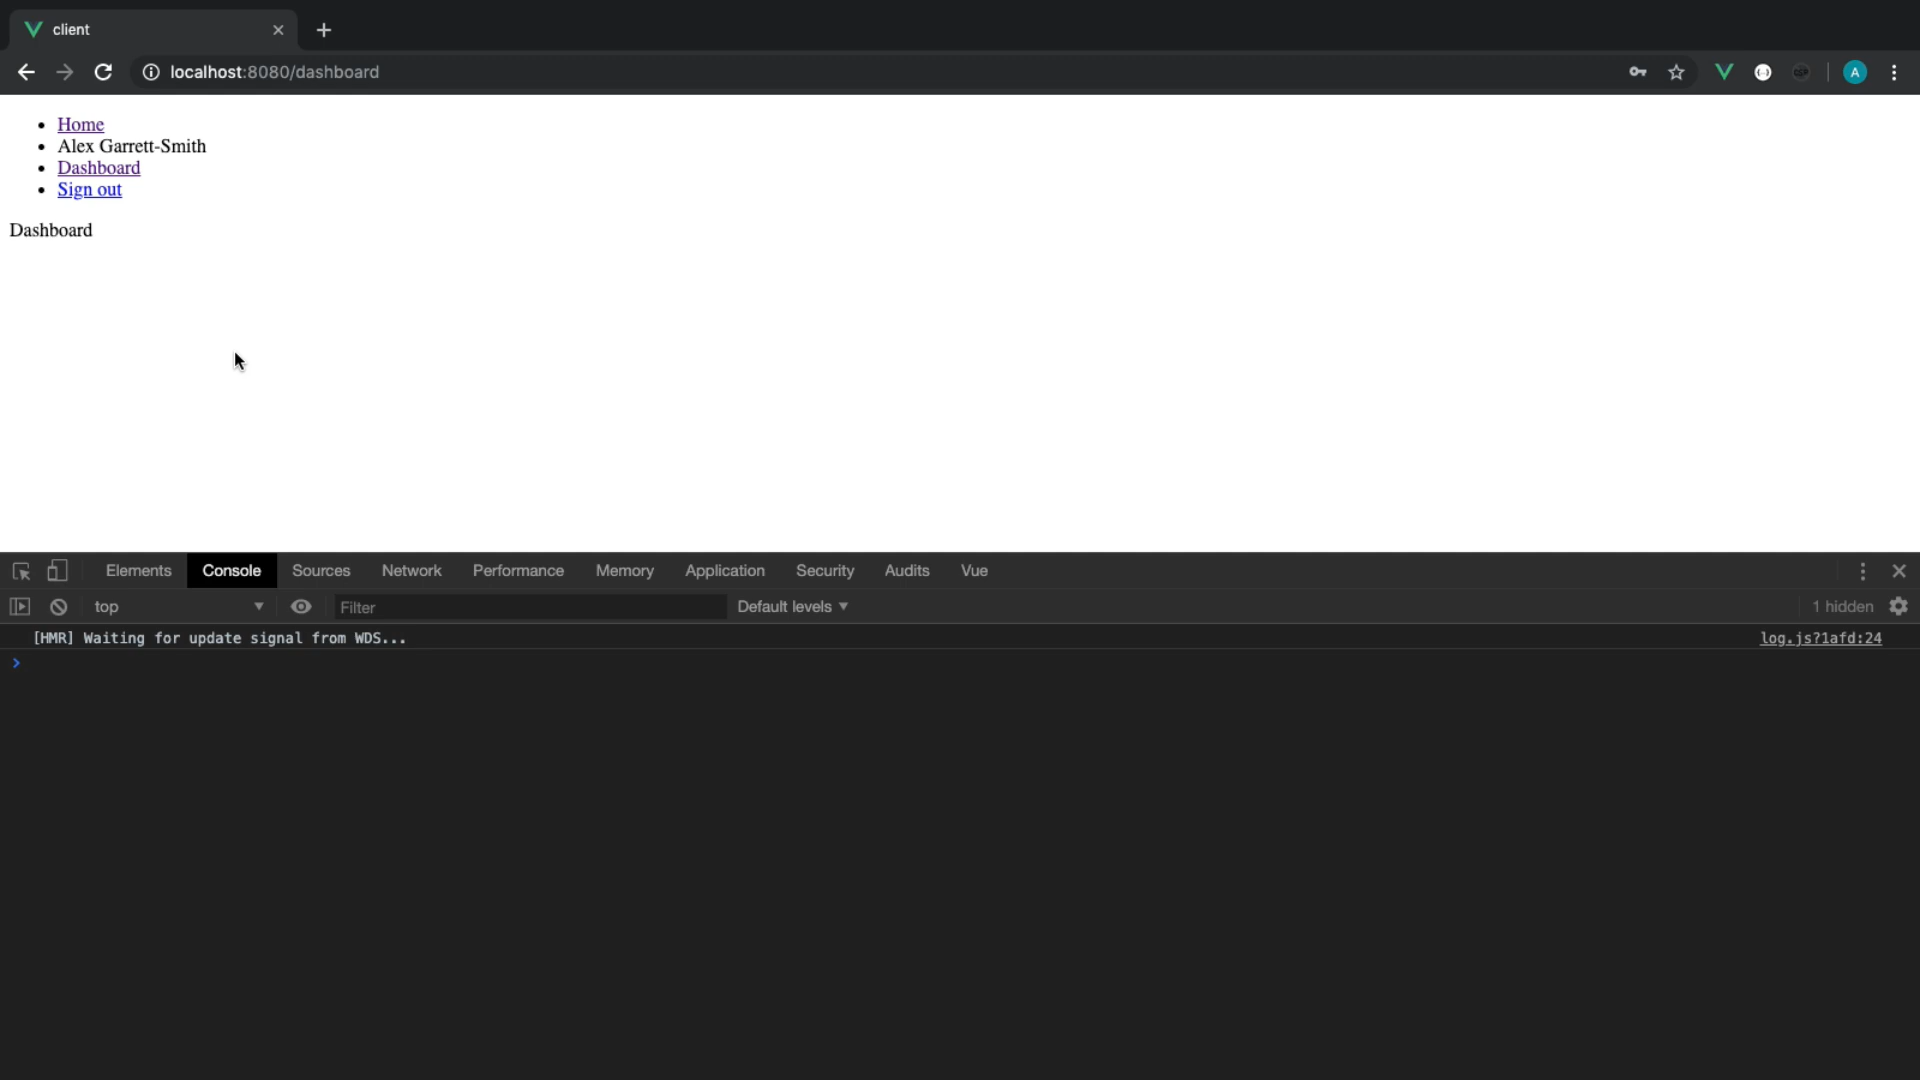 client
localhost:8080/dashboard
A
Home
Alex Garrett-Smith
Dashboard
Sign out
Dashboard
Elements Console Sources Network Performance Memory Application Security Audits Vue
top Filter Default levels 1 hidden
[HMR] Waiting for update signal from WDS... log.js?1afd:24